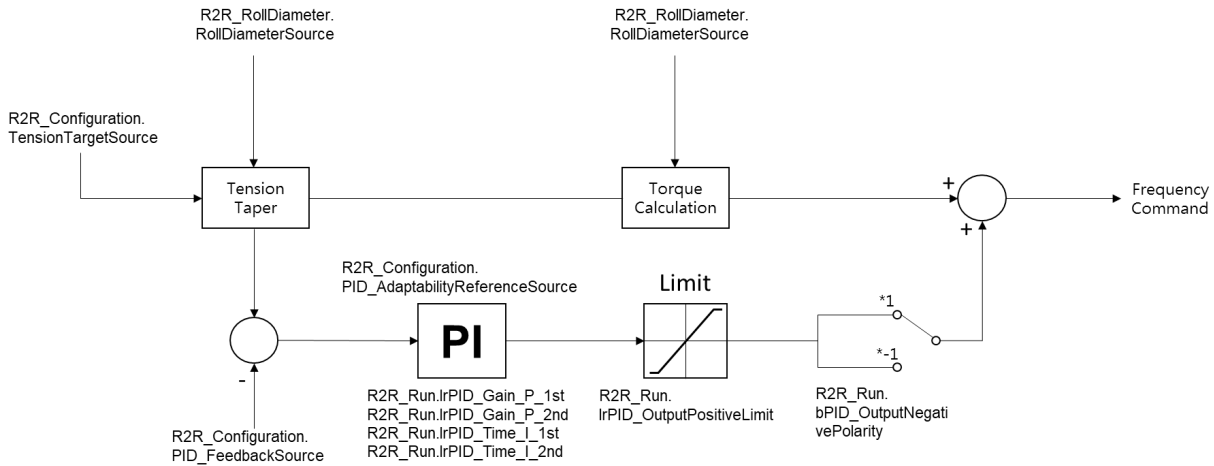 R2R_RollDiameter.
RollDiameterSource
R2R_RollDiameter.
RollDiameterSource
R2R_Configuration.
TensionTargetSource
Tension
Taper
Torque
Calculation
+
+
Frequency
Command
R2R_Configuration.
PID_AdaptabilityReferenceSource
Limit
PI
*1
*-1
-
R2R_Run.lrPID_Gain_P_1st
R2R_Run.lrPID_Gain_P_2nd
R2R_Run.lrPID_Time_I_1st
R2R_Run.lrPID_Time_I_2nd
R2R_Run.
lrPID_OutputPositiveLimit
R2R_Run.
bPID_OutputNegati
vePolarity
R2R_Configuration.
PID_FeedbackSource